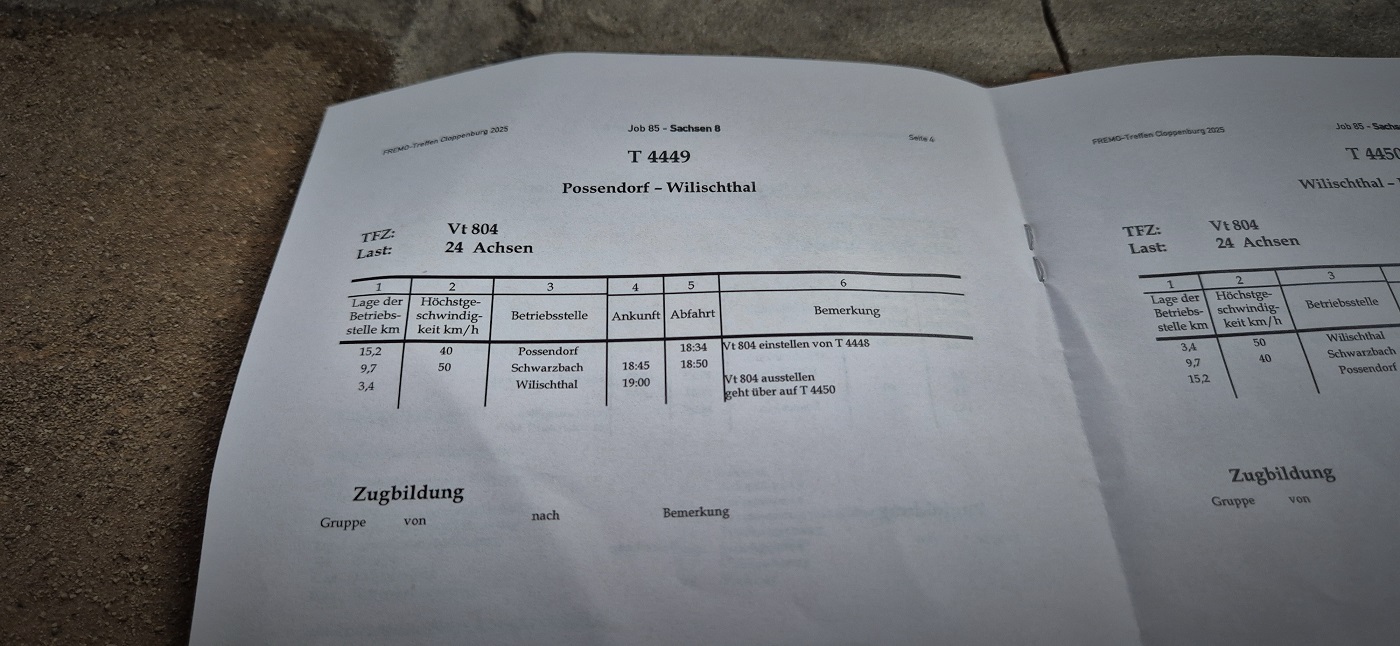 FREMO-Treffen Cloppenburg 2025 Job 85 - Sachsen 8 Seite 4
T 4449
Possendorf – Wilischthal
TFZ: Vt 804
Last: 24 Achsen
1 2 3 4 5 6
Lage der Betriebs- stelle km Höchstge- schwindig- keit km/h Betriebsstelle Ankunft Abfahrt Bemerkung
15,2 40 Possendorf 18:34 Vt 804 einstellen von T 4448
9,7 50 Schwarzbach 18:45 18:50
3,4 Wilischthal 19:00 Vt 804 ausstellen
geht über auf T 4450
Zugbildung
Gruppe von nach Bemerkung
FREMO-Treffen Cloppenburg 2025 Job 85 - Sachs
T 4450
Wilischthal –
TFZ: Vt 804
Last: 24 Achsen
1 2 3
Lage der Betriebs- stelle km Höchstge- schwindig- keit km/h Betriebsstelle
3,4 50 Wilischthal
9,7 40 Schwarzbach
15,2 Possendorf
Zugbildung
Gruppe von